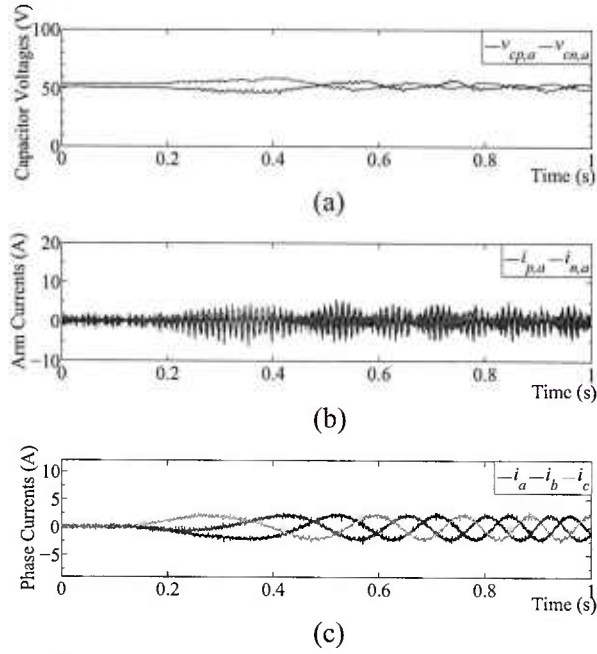 Capacitor Voltages (V)
100
50
0
—v_cp,a —v_cn,a
0 0.2 0.4 0.6 0.8 1
Time (s)
(a)
Arm Currents (A)
20
10
0
−10
—i_p,a —i_n,a
0 0.2 0.4 0.6 0.8 1
Time (s)
(b)
Phase Currents (A)
10
5
0
−5
—i_a —i_b —i_c
0 0.2 0.4 0.6 0.8 1
Time (s)
(c)